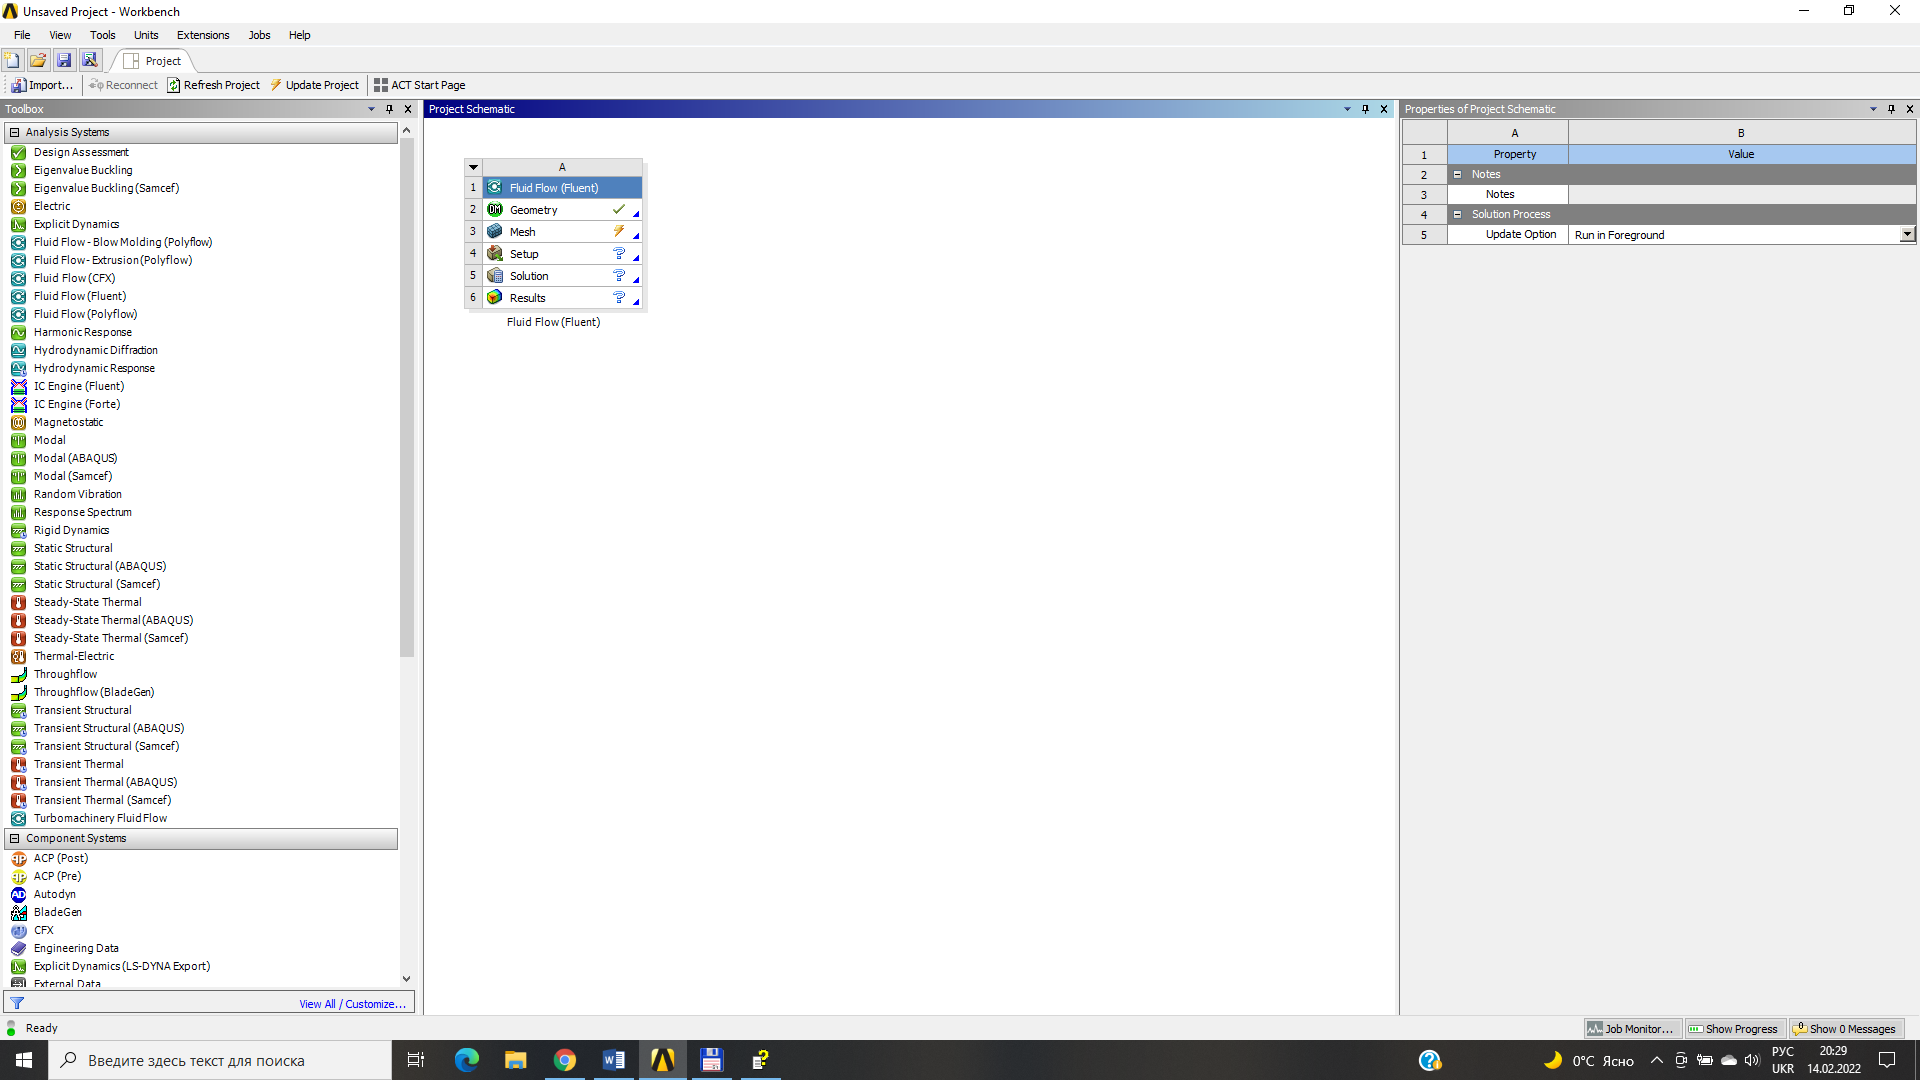 Unsaved Project - Workbench
File View Tools Units Extensions Jobs Help
Project
Import... Reconnect Refresh Project Update Project ACT Start Page
Toolbox
Analysis Systems
Design Assessment
Eigenvalue Buckling
Eigenvalue Buckling (Samcef)
Electric
Explicit Dynamics
Fluid Flow - Blow Molding (Polyflow)
Fluid Flow - Extrusion (Polyflow)
Fluid Flow (CFX)
Fluid Flow (Fluent)
Fluid Flow (Polyflow)
Harmonic Response
Hydrodynamic Diffraction
Hydrodynamic Response
IC Engine (Fluent)
IC Engine (Forte)
Magnetostatic
Modal
Modal (ABAQUS)
Modal (Samcef)
Random Vibration
Response Spectrum
Rigid Dynamics
Static Structural
Static Structural (ABAQUS)
Static Structural (Samcef)
Steady-State Thermal
Steady-State Thermal (ABAQUS)
Steady-State Thermal (Samcef)
Thermal-Electric
Throughflow
Throughflow (BladeGen)
Transient Structural
Transient Structural (ABAQUS)
Transient Structural (Samcef)
Transient Thermal
Transient Thermal (ABAQUS)
Transient Thermal (Samcef)
Turbomachinery Fluid Flow
Component Systems
ACP (Post)
ACP (Pre)
Autodyn
BladeGen
CFX
Engineering Data
Explicit Dynamics (LS-DYNA Export)
External Data
View All / Customize...
Project Schematic
A
1 Fluid Flow (Fluent)
2 DM Geometry
3 Mesh
4 Setup
5 Solution
6 Results
Fluid Flow (Fluent)
Properties of Project Schematic
A B
1 Property Value
2 Notes
3 Notes
4 Solution Process
5 Update Option Run in Foreground
Ready
Job Monitor... Show Progress Show 0 Messages
Введите здесь текст для поиска
0°C Ясно
РУС
UKR
20:29
14.02.2022